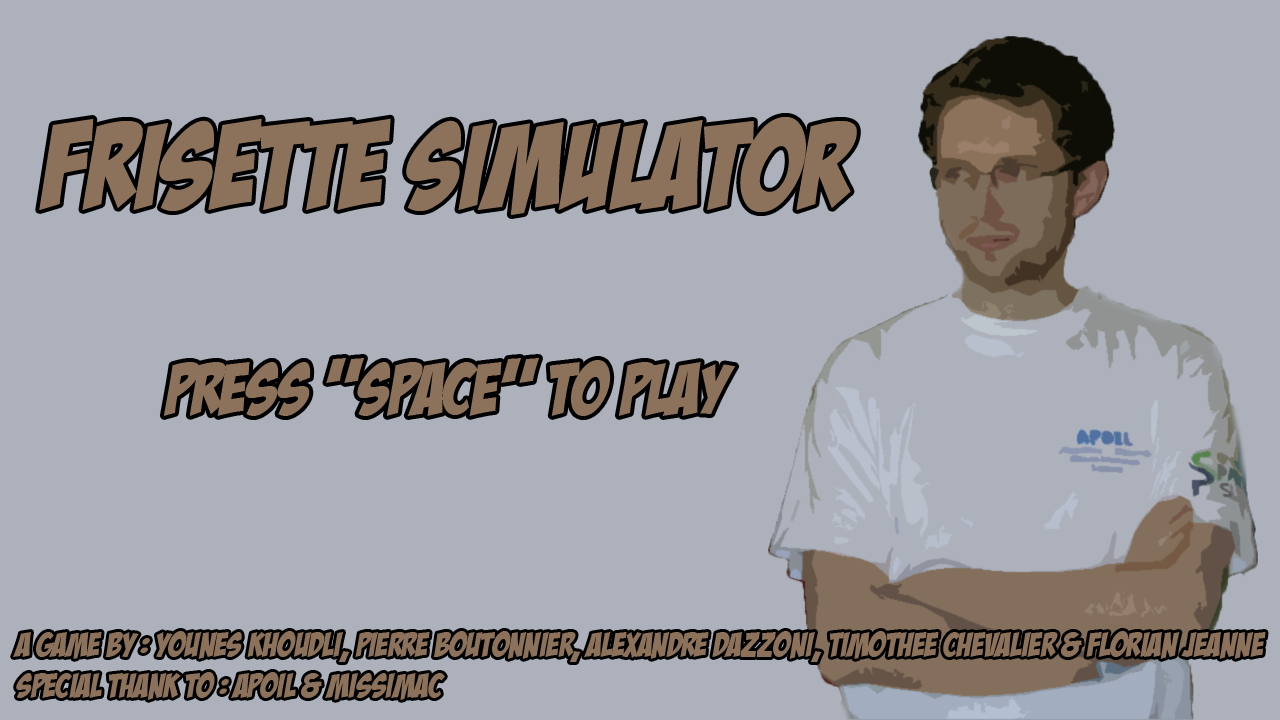 FRISETTE SIMULATOR
PRESS "SPACE" TO PLAY
APOIL
A GAME BY : YOUNES KHOUDLI, PIERRE BOUTONNIER, ALEXANDRE DAZZONI, TIMOTHEE CHEVALIER & FLORIAN JEANNE
SPECIAL THANK TO : APOIL & MISSIMAC